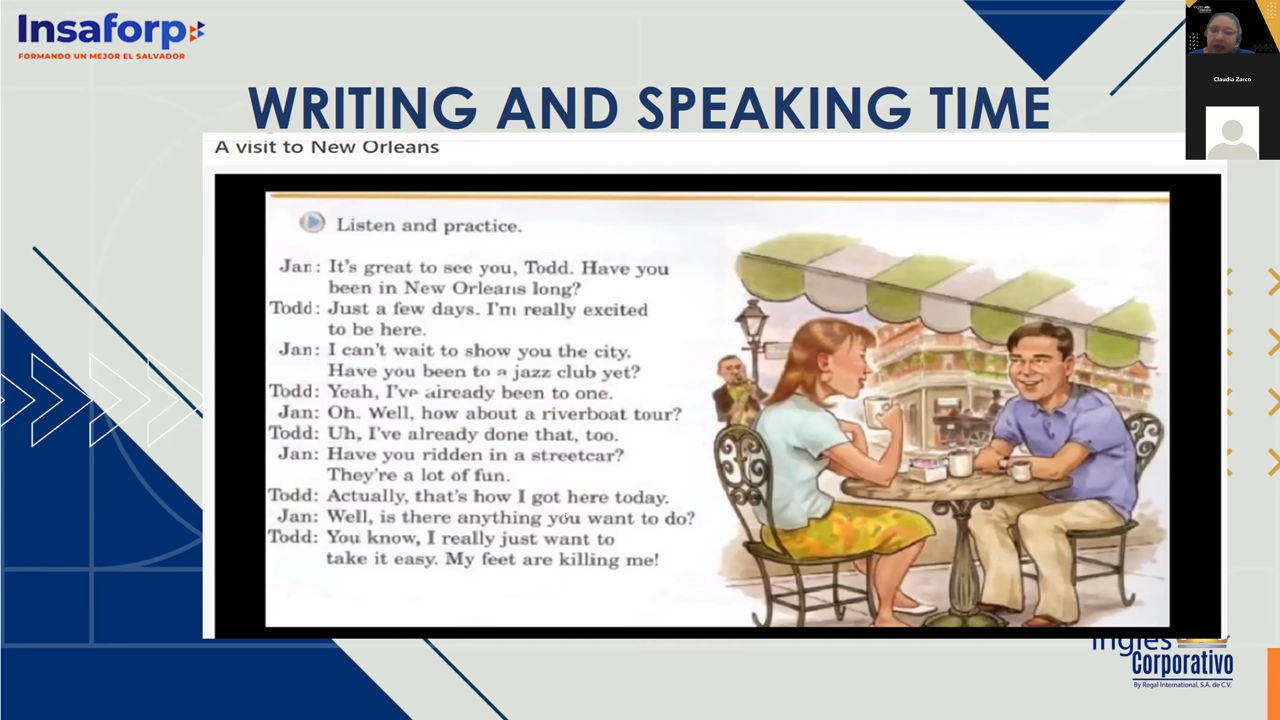 Insaforp
FORMANDO UN MEJOR EL SALVADOR
Claudia Zarco
WRITING AND SPEAKING TIME
A visit to New Orleans
Listen and practice.
Jan: It's great to see you, Todd. Have you
been in New Orleans long?
Todd: Just a few days. I'm really excited
to be here.
Jan: I can't wait to show you the city.
Have you been to a jazz club yet?
Todd: Yeah, I've already been to one.
Jan: Oh. Well, how about a riverboat tour?
Todd: Uh, I've already done that, too.
Jan: Have you ridden in a streetcar?
They're a lot of fun.
Todd: Actually, that's how I got here today.
Jan: Well, is there anything you want to do?
Todd: You know, I really just want to
take it easy. My feet are killing me!
Inglés
Corporativo
By Regal International, S.A. de C.V.